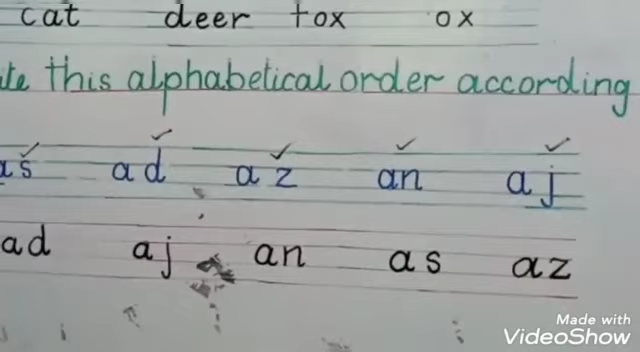 cat deer fox ox
this alphabetical order according
as ad az an aj
ad aj an as az
Made with
VideoShow